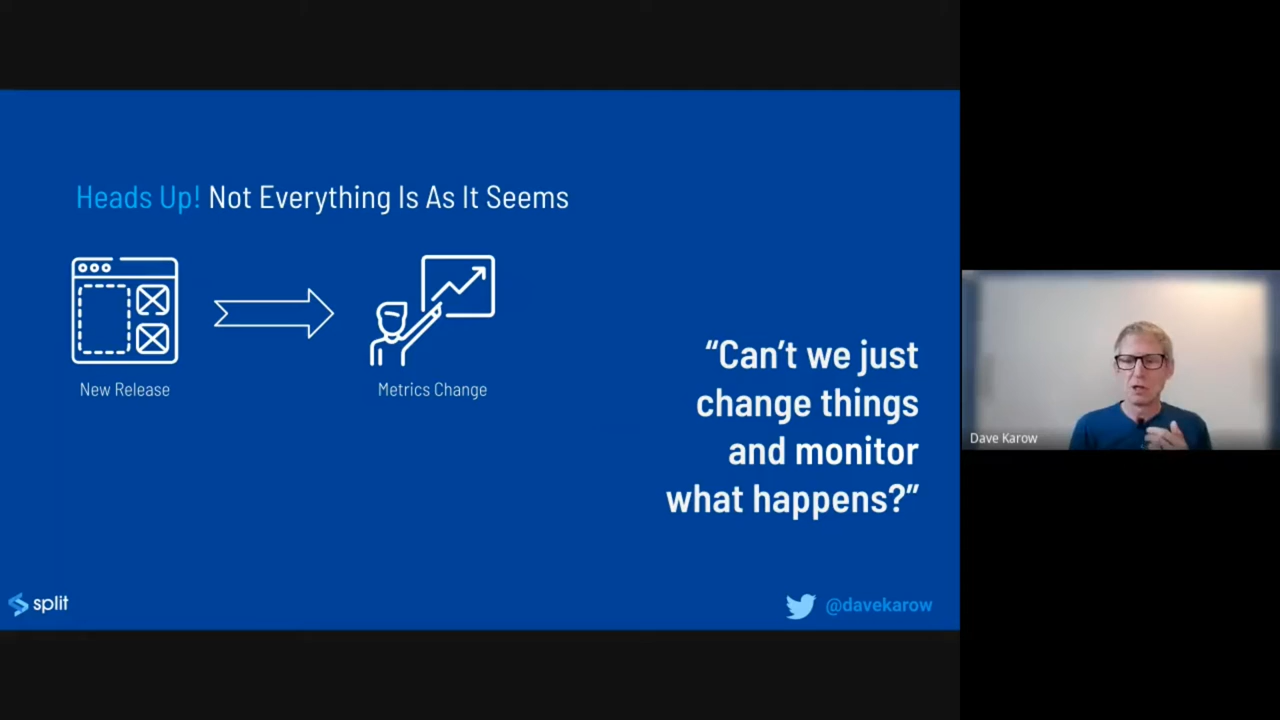 Heads Up! Not Everything Is As It Seems
New Release
Metrics Change
“Can’t we just
change things
and monitor
what happens?”
split
@davekarow
Dave Karow